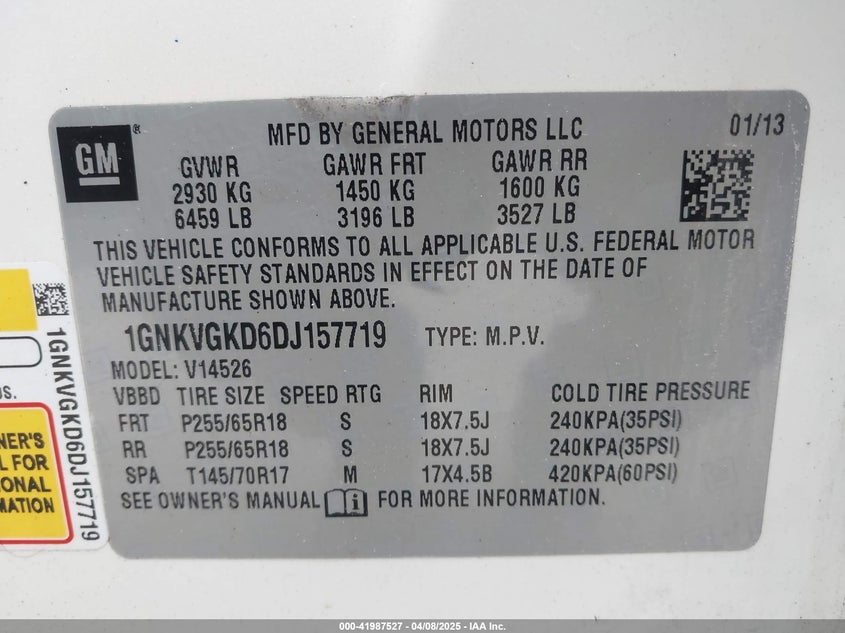 GM
MFD BY GENERAL MOTORS LLC 01/13
GVWR GAWR FRT GAWR RR
2930 KG 1450 KG 1600 KG
6459 LB 3196 LB 3527 LB
THIS VEHICLE CONFORMS TO ALL APPLICABLE U.S. FEDERAL MOTOR
VEHICLE SAFETY STANDARDS IN EFFECT ON THE DATE OF
MANUFACTURE SHOWN ABOVE.
1GNKVGKD6DJ157719 TYPE: M.P.V.
MODEL: V14526
VBBD TIRE SIZE SPEED RTG RIM COLD TIRE PRESSURE
FRT P255/65R18 S 18X7.5J 240KPA(35PSI)
RR P255/65R18 S 18X7.5J 240KPA(35PSI)
SPA T145/70R17 M 17X4.5B 420KPA(60PSI)
SEE OWNER'S MANUAL i FOR MORE INFORMATION.
1GNKVGKD6DJ157719
NER'S
L FOR
ONAL
MATION
000-41987527 - 04/08/2025 - IAA Inc.